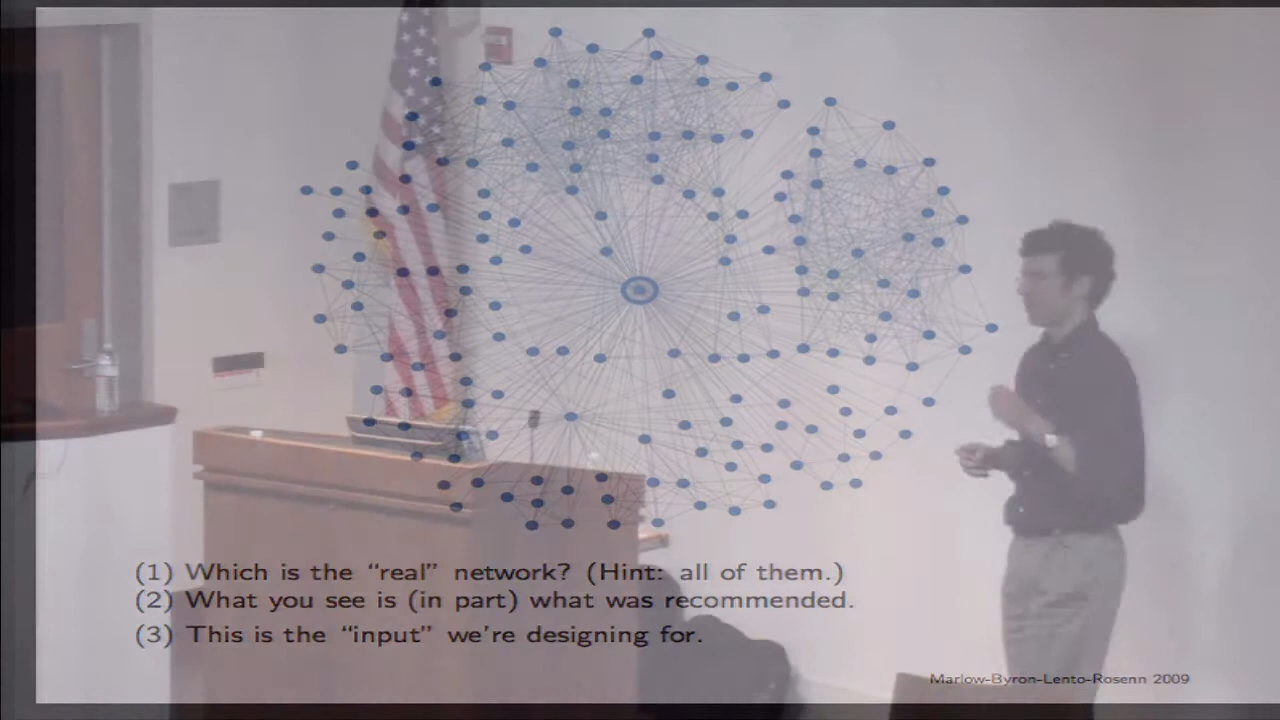 (1) Which is the “real” network? (Hint: all of them.)
(2) What you see is (in part) what was recommended.
(3) This is the “input” we’re designing for.
Marlow-Byron-Lento-Rosenn 2009